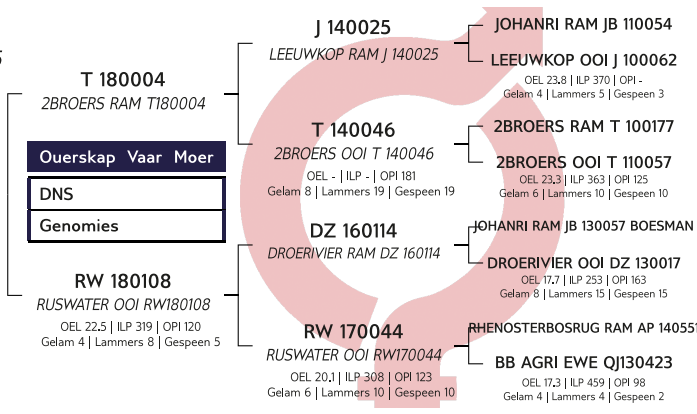 T 180004
2BROERS RAM T180004
Ouerskap Vaar Moer
DNS
Genomies
RW 180108
RUSWATER OOI RW180108
OEL 22.5 | ILP 319 | OPI 120
Gelam 4 | Lammers 8 | Gespeen 5
J 140025
LEEUWKOP RAM J 140025
T 140046
2BROERS OOI T 140046
OEL - | ILP - | OPI 181
Gelam 8 | Lammers 19 | Gespeen 19
DZ 160114
DROERIVIER RAM DZ 160114
RW 170044
RUSWATER OOI RW170044
OEL 20.1 | ILP 308 | OPI 123
Gelam 6 | Lammers 10 | Gespeen 10
JOHANRI RAM JB 110054
LEEUWKOP OOI J 100062
OEL 23.8 | ILP 370 | OPI -
Gelam 4 | Lammers 5 | Gespeen 3
2BROERS RAM T 100177
2BROERS OOI T 110057
OEL 23.3 | ILP 363 | OPI 125
Gelam 6 | Lammers 10 | Gespeen 10
JOHANRI RAM JB 130057 BOESMAN
DROERIVIER OOI DZ 130017
OEL 17.7 | ILP 253 | OPI 163
Gelam 8 | Lammers 15 | Gespeen 15
RHENOSTERBOSRUG RAM AP 140551
BB AGRI EWE QJ130423
OEL 17.3 | ILP 459 | OPI 98
Gelam 4 | Lammers 4 | Gespeen 2